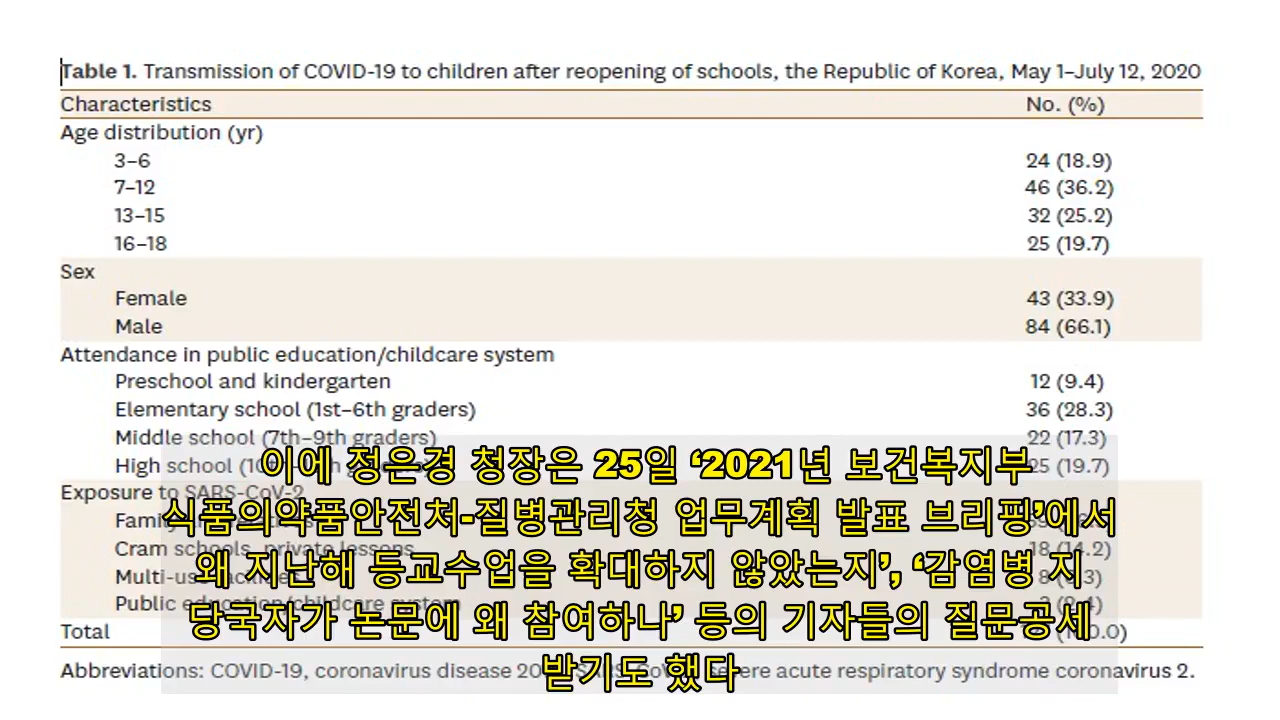 Table 1. Transmission of COVID-19 to children after reopening of schools, the Republic of Korea, May 1–July 12, 2020
Characteristics No. (%)
Age distribution (yr)
3–6 24 (18.9)
7–12 46 (36.2)
13–15 32 (25.2)
16–18 25 (19.7)
Sex
Female 43 (33.9)
Male 84 (66.1)
Attendance in public education/childcare system
Preschool and kindergarten 12 (9.4)
Elementary school (1st–6th graders) 36 (28.3)
Middle school (7th–9th graders) 22 (17.3)
High school 25 (19.7)
Exposure to SARS-CoV-2
Cram schools, private lessons 18 (14.2)
Public education/childcare system
Total
Abbreviations: COVID-19, coronavirus disease acute respiratory syndrome coronavirus 2.
이에 정은경 청장은 25일 ‘2021년 보건복지부
식품의약품안전처-질병관리청 업무계획 발표 브리핑’에서
왜 지난해 등교수업을 확대하지 않았는지’, ‘감염병 지
당국자가 논문에 왜 참여하나’ 등의 기자들의 질문공세
받기도 했다